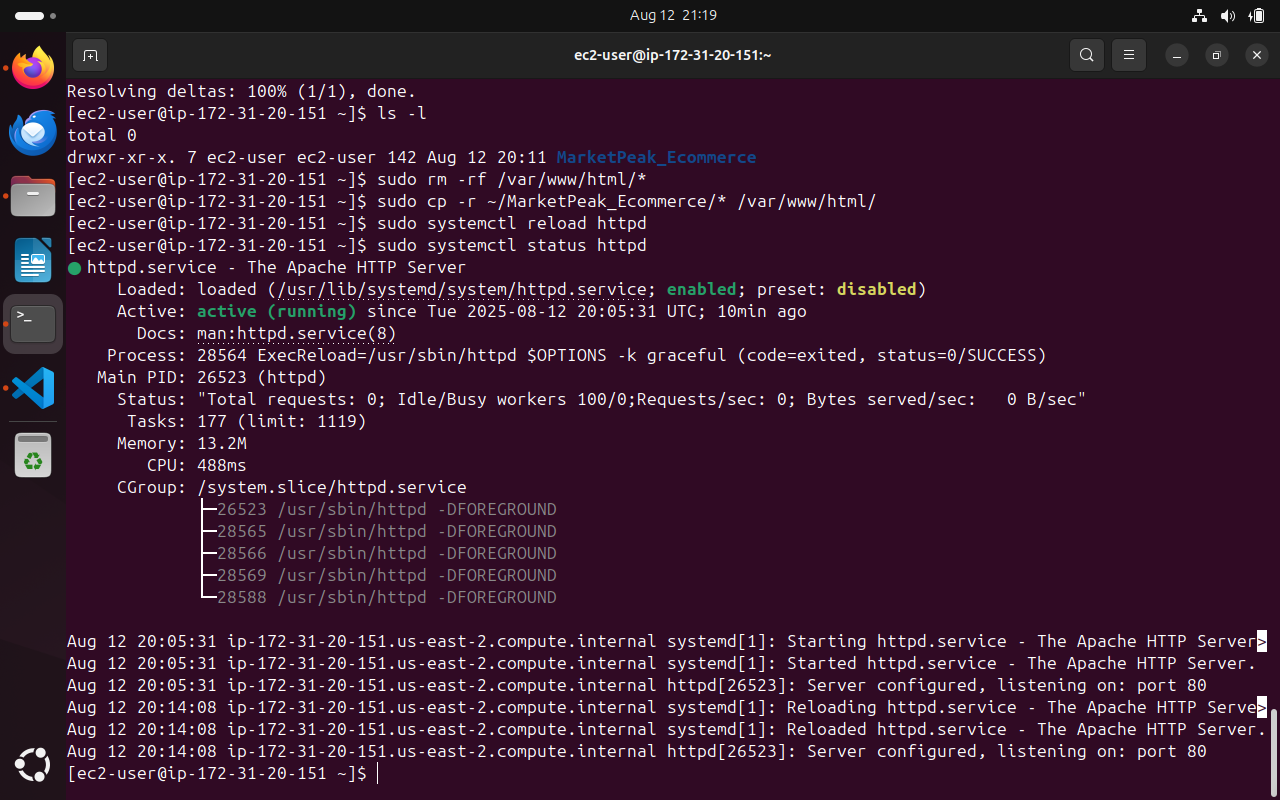 Aug 12 21:19
ec2-user@ip-172-31-20-151:~
Resolving deltas: 100% (1/1), done.
[ec2-user@ip-172-31-20-151 ~]$ ls -l
total 0
drwxr-xr-x. 7 ec2-user ec2-user 142 Aug 12 20:11 MarketPeak_Ecommerce
[ec2-user@ip-172-31-20-151 ~]$ sudo rm -rf /var/www/html/*
[ec2-user@ip-172-31-20-151 ~]$ sudo cp -r ~/MarketPeak_Ecommerce/* /var/www/html/
[ec2-user@ip-172-31-20-151 ~]$ sudo systemctl reload httpd
[ec2-user@ip-172-31-20-151 ~]$ sudo systemctl status httpd
● httpd.service - The Apache HTTP Server
     Loaded: loaded (/usr/lib/systemd/system/httpd.service; enabled; preset: disabled)
     Active: active (running) since Tue 2025-08-12 20:05:31 UTC; 10min ago
       Docs: man:httpd.service(8)
    Process: 28564 ExecReload=/usr/sbin/httpd $OPTIONS -k graceful (code=exited, status=0/SUCCESS)
   Main PID: 26523 (httpd)
     Status: "Total requests: 0; Idle/Busy workers 100/0;Requests/sec: 0; Bytes served/sec:   0 B/sec"
      Tasks: 177 (limit: 1119)
     Memory: 13.2M
        CPU: 488ms
     CGroup: /system.slice/httpd.service
             ├─26523 /usr/sbin/httpd -DFOREGROUND
             ├─28565 /usr/sbin/httpd -DFOREGROUND
             ├─28566 /usr/sbin/httpd -DFOREGROUND
             ├─28569 /usr/sbin/httpd -DFOREGROUND
             └─28588 /usr/sbin/httpd -DFOREGROUND
Aug 12 20:05:31 ip-172-31-20-151.us-east-2.compute.internal systemd[1]: Starting httpd.service - The Apache HTTP Server>
Aug 12 20:05:31 ip-172-31-20-151.us-east-2.compute.internal systemd[1]: Started httpd.service - The Apache HTTP Server.
Aug 12 20:05:31 ip-172-31-20-151.us-east-2.compute.internal httpd[26523]: Server configured, listening on: port 80
Aug 12 20:14:08 ip-172-31-20-151.us-east-2.compute.internal systemd[1]: Reloading httpd.service - The Apache HTTP Serve>
Aug 12 20:14:08 ip-172-31-20-151.us-east-2.compute.internal systemd[1]: Reloaded httpd.service - The Apache HTTP Server.
Aug 12 20:14:08 ip-172-31-20-151.us-east-2.compute.internal httpd[26523]: Server configured, listening on: port 80
[ec2-user@ip-172-31-20-151 ~]$